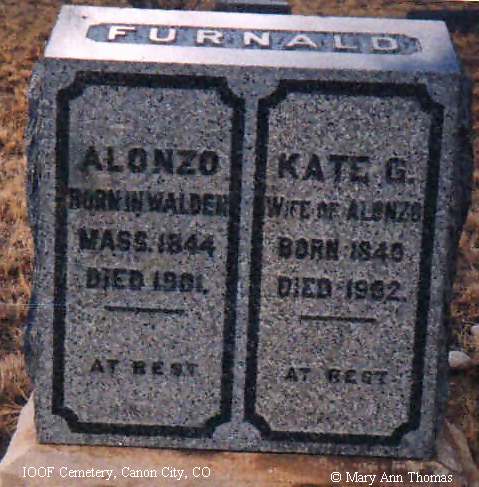 FURNALD
ALONZO
BORN IN WALDEN
MASS. 1844
DIED 1901.
AT REST
KATE G.
WIFE OF ALONZO
BORN 1840
DIED 1902.
AT REST
IOOF Cemetery, Canon City, CO
© Mary Ann Thomas